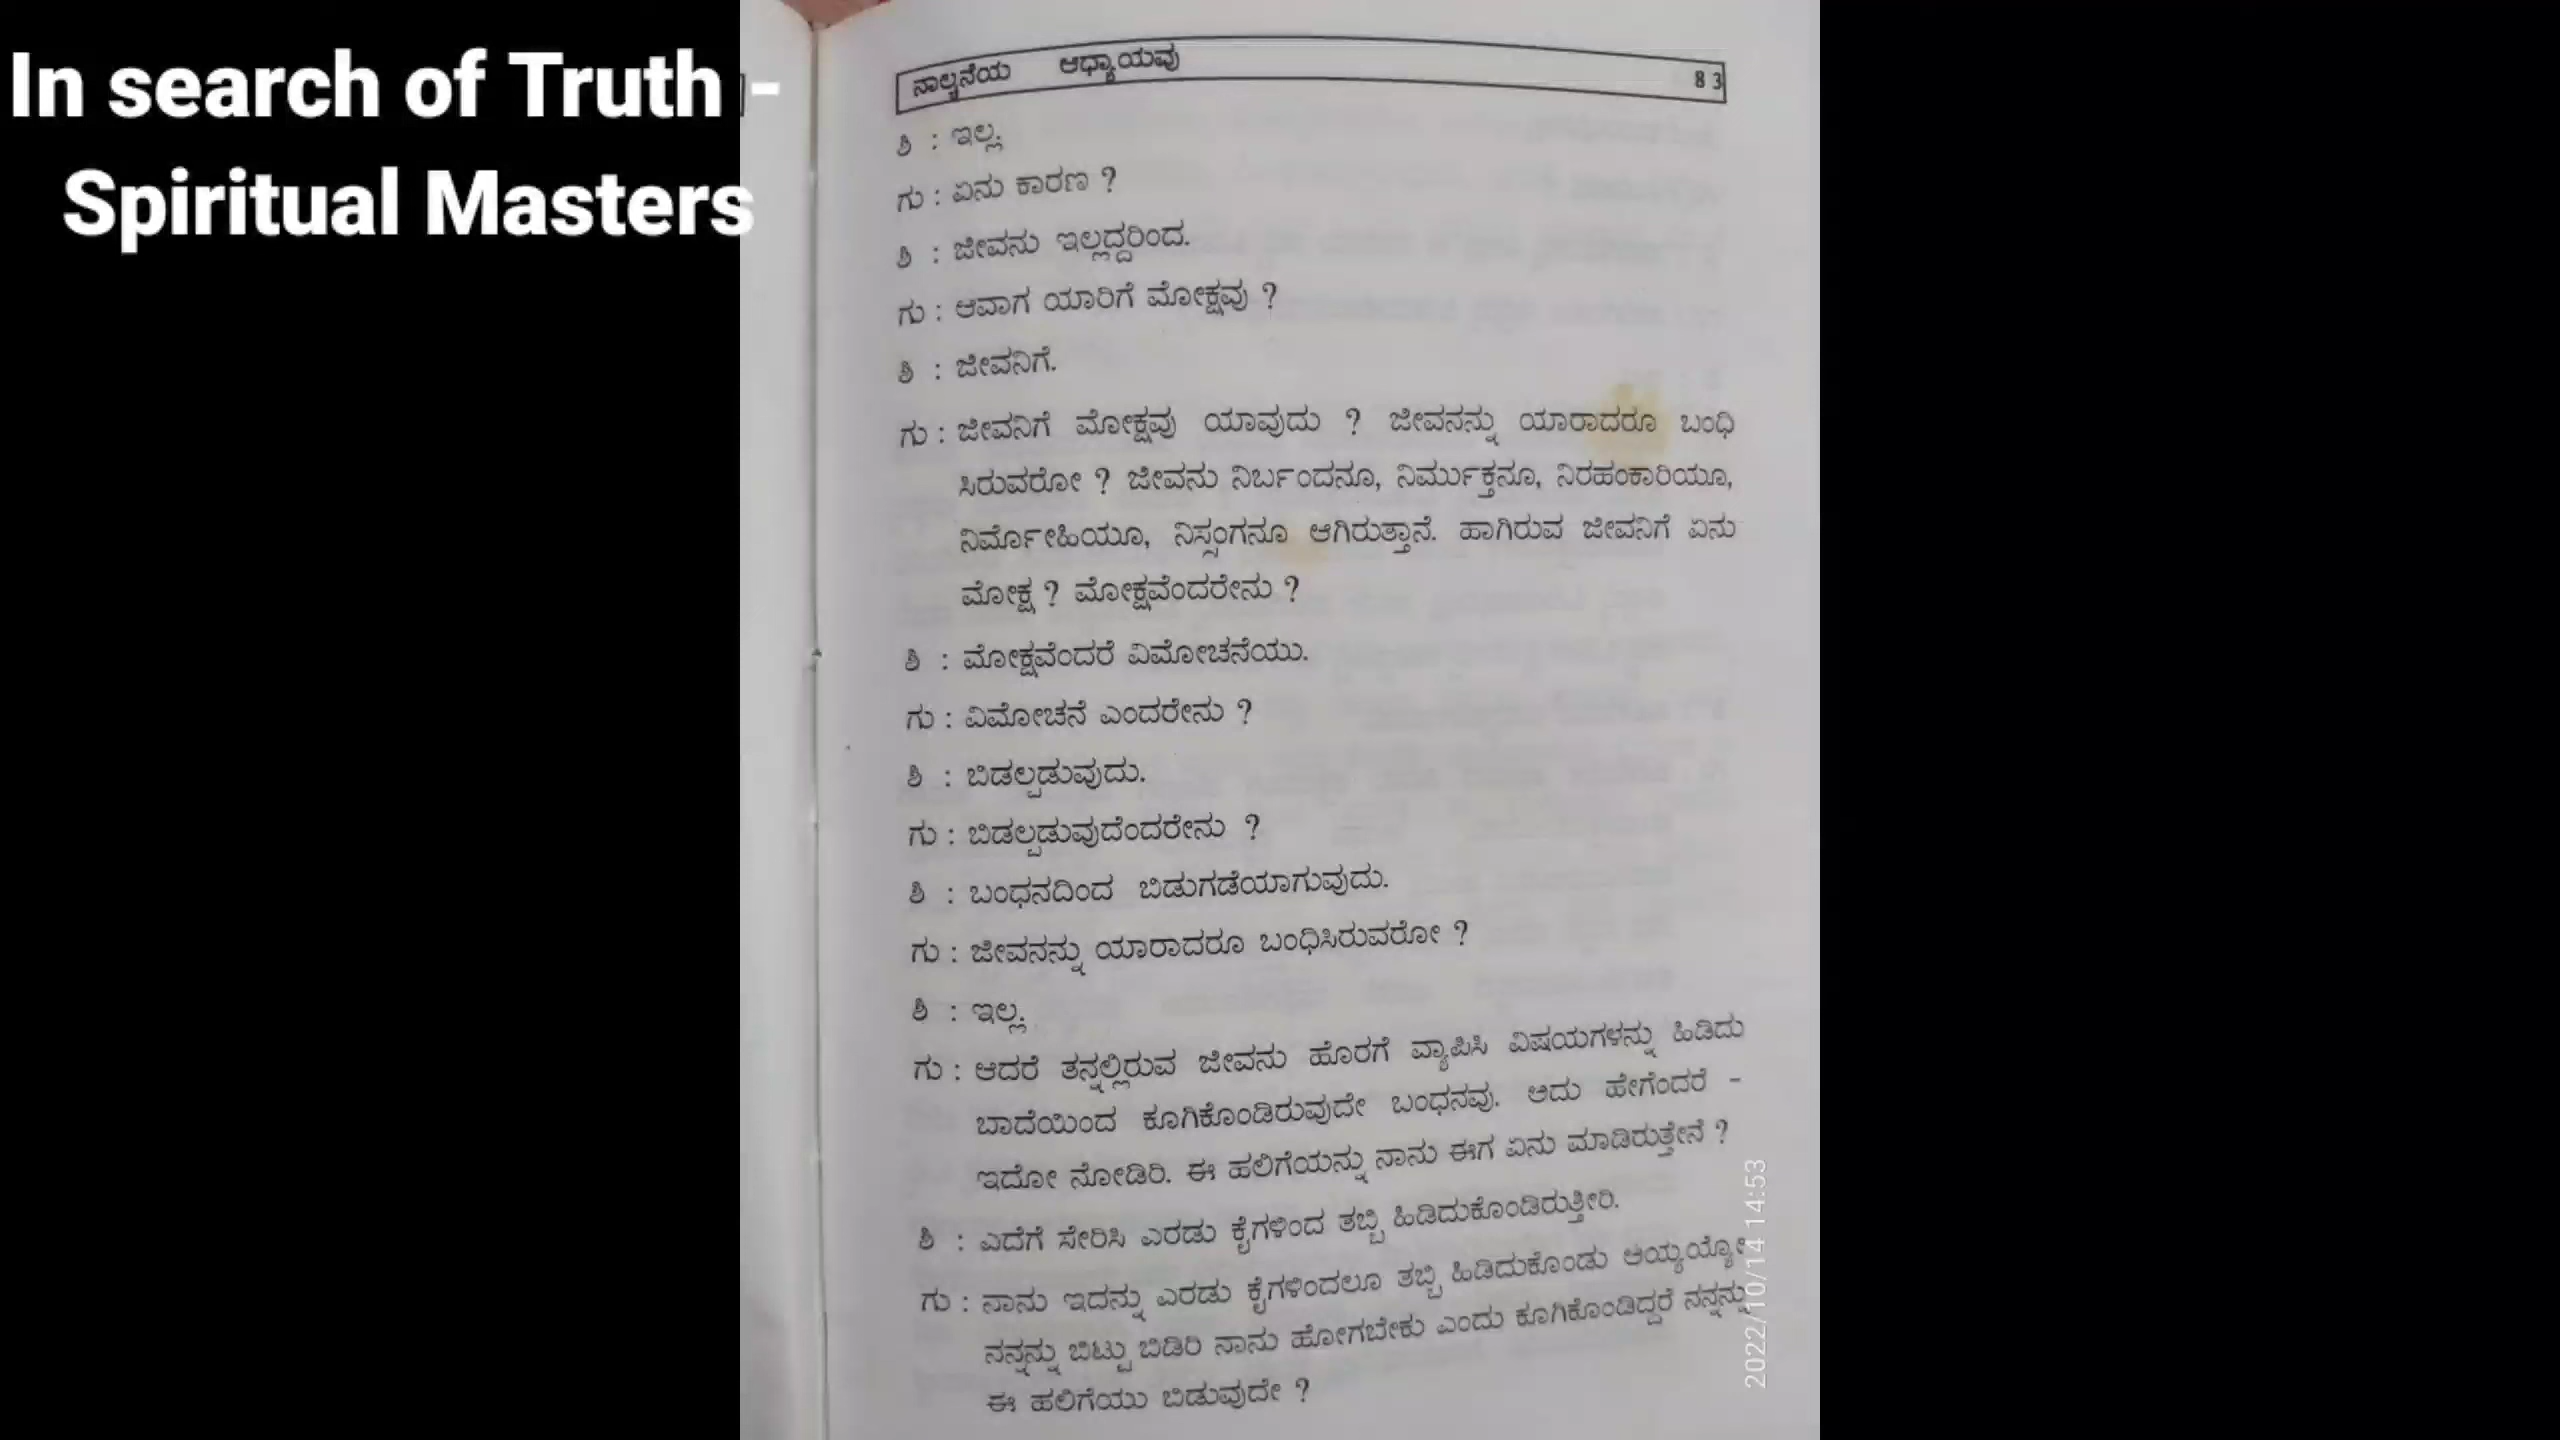 In search of Truth -
Spiritual Masters
ನಾಲ್ಕನೆಯ ಆಧ್ಯಾಯವು 83
ಶಿ : ಇಲ್ಲ.
ಗು : ಏನು ಕಾರಣ ?
ಶಿ : ಜೀವನು ಇಲ್ಲದ್ದರಿಂದ.
ಗು : ಆವಾಗ ಯಾರಿಗೆ ಮೋಕ್ಷವು ?
ಶಿ : ಜೀವನಿಗೆ.
ಗು : ಜೀವನಿಗೆ ಮೋಕ್ಷವು ಯಾವುದು ? ಜೀವನನ್ನು ಯಾರಾದರೂ ಬಂಧಿ
ಸಿರುವರೋ ? ಜೀವನು ನಿರ್ಬಂದನೂ, ನಿರ್ಮುಕ್ತನೂ, ನಿರಹಂಕಾರಿಯೂ,
ನಿರ್ಮೋಹಿಯೂ, ನಿಸ್ಸಂಗನೂ ಆಗಿರುತ್ತಾನೆ. ಹಾಗಿರುವ ಜೀವನಿಗೆ ಏನು
ಮೋಕ್ಷ ? ಮೋಕ್ಷವೆಂದರೇನು ?
ಶಿ : ಮೋಕ್ಷವೆಂದರೆ ವಿಮೋಚನೆಯು.
ಗು : ವಿಮೋಚನೆ ಎಂದರೇನು ?
ಶಿ : ಬಿಡಲ್ಪಡುವುದು.
ಗು : ಬಿಡಲ್ಪಡುವುದೆಂದರೇನು ?
ಶಿ : ಬಂಧನದಿಂದ ಬಿಡುಗಡೆಯಾಗುವುದು.
ಗು : ಜೀವನನ್ನು ಯಾರಾದರೂ ಬಂಧಿಸಿರುವರೋ ?
ಶಿ : ಇಲ್ಲ.
ಗು : ಆದರೆ ತನ್ನಲ್ಲಿರುವ ಜೀವನು ಹೊರಗೆ ವ್ಯಾಪಿಸಿ ವಿಷಯಗಳನ್ನು ಹಿಡಿದು
ಬಾದೆಯಿಂದ ಕೂಗಿಕೊಂಡಿರುವುದೇ ಬಂಧನವು. ಅದು ಹೇಗೆಂದರೆ -
ಇದೋ ನೋಡಿರಿ. ಈ ಹಲಿಗೆಯನ್ನು ನಾನು ಈಗ ಏನು ಮಾಡಿರುತ್ತೇನೆ ?
ಶಿ : ಎದೆಗೆ ಸೇರಿಸಿ ಎರಡು ಕೈಗಳಿಂದ ತಬ್ಬಿ ಹಿಡಿದುಕೊಂಡಿರುತ್ತೀರಿ.
ಗು : ನಾನು ಇದನ್ನು ಎರಡು ಕೈಗಳಿಂದಲೂ ತಬ್ಬಿ ಹಿಡಿದುಕೊಂಡು ಅಯ್ಯಯ್ಯೋ
ನನ್ನನ್ನು ಬಿಟ್ಟು ಬಿಡಿರಿ ನಾನು ಹೋಗಬೇಕು ಎಂದು ಕೂಗಿಕೊಂಡಿದ್ದರೆ ನನ್ನನ್ನು
ಈ ಹಲಿಗೆಯು ಬಿಡುವುದೇ ?
2022/10/14 14:53